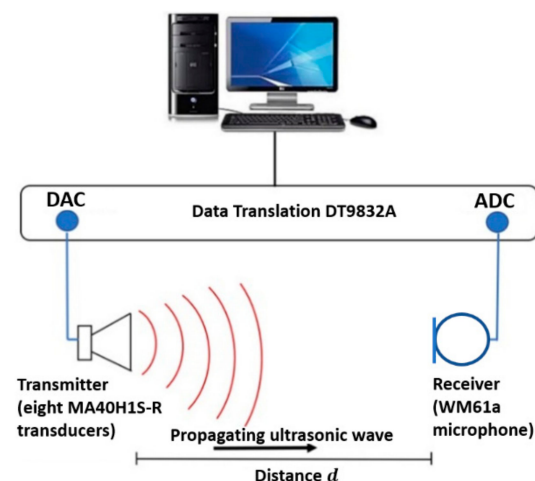 DAC
ADC
Data Translation DT9832A
Transmitter
(eight MA40H1S-R
transducers)
Receiver
(WM61a
microphone)
Propagating ultrasonic wave
Distance d